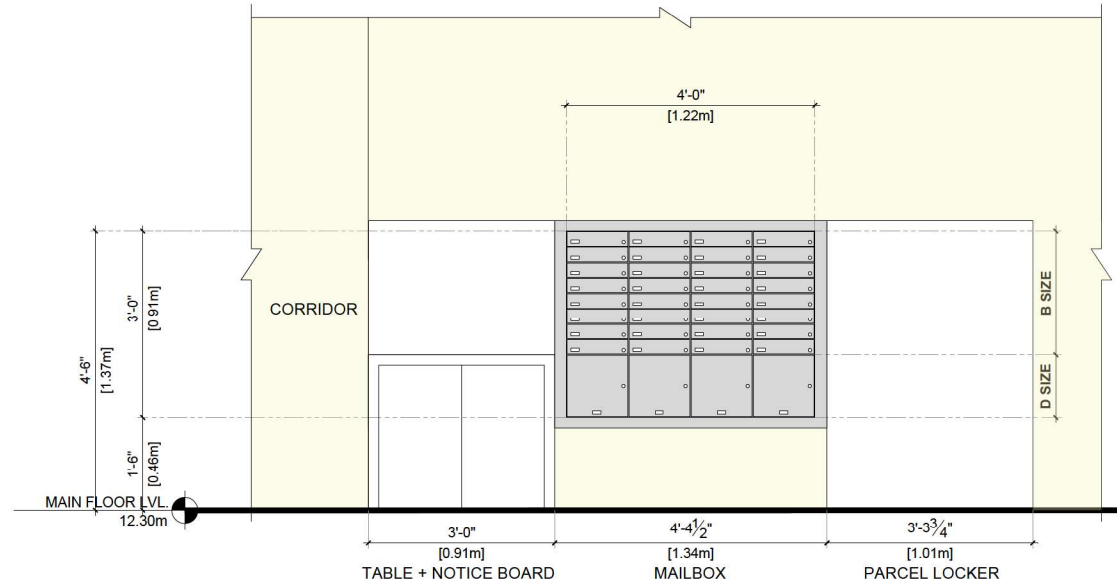 4'-0"
[1.22m]
CORRIDOR
3'-0"
[0.91m]
4'-6"
[1.37m]
B SIZE
D SIZE
1'-6"
[0.46m]
MAIN FLOOR LVL.
12.30m
3'-0"
[0.91m]
TABLE + NOTICE BOARD
4'-4½"
[1.34m]
MAILBOX
3'-3¾"
[1.01m]
PARCEL LOCKER